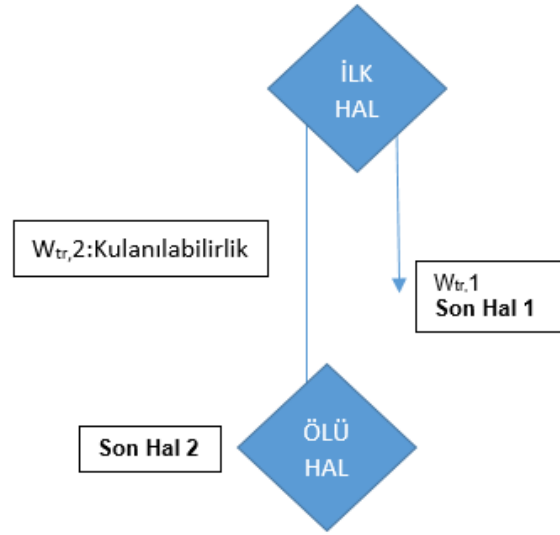 İLK
HAL
Wtr,2:Kulanılabilirlik
Wtr,1
Son Hal 1
Son Hal 2
ÖLÜ
HAL